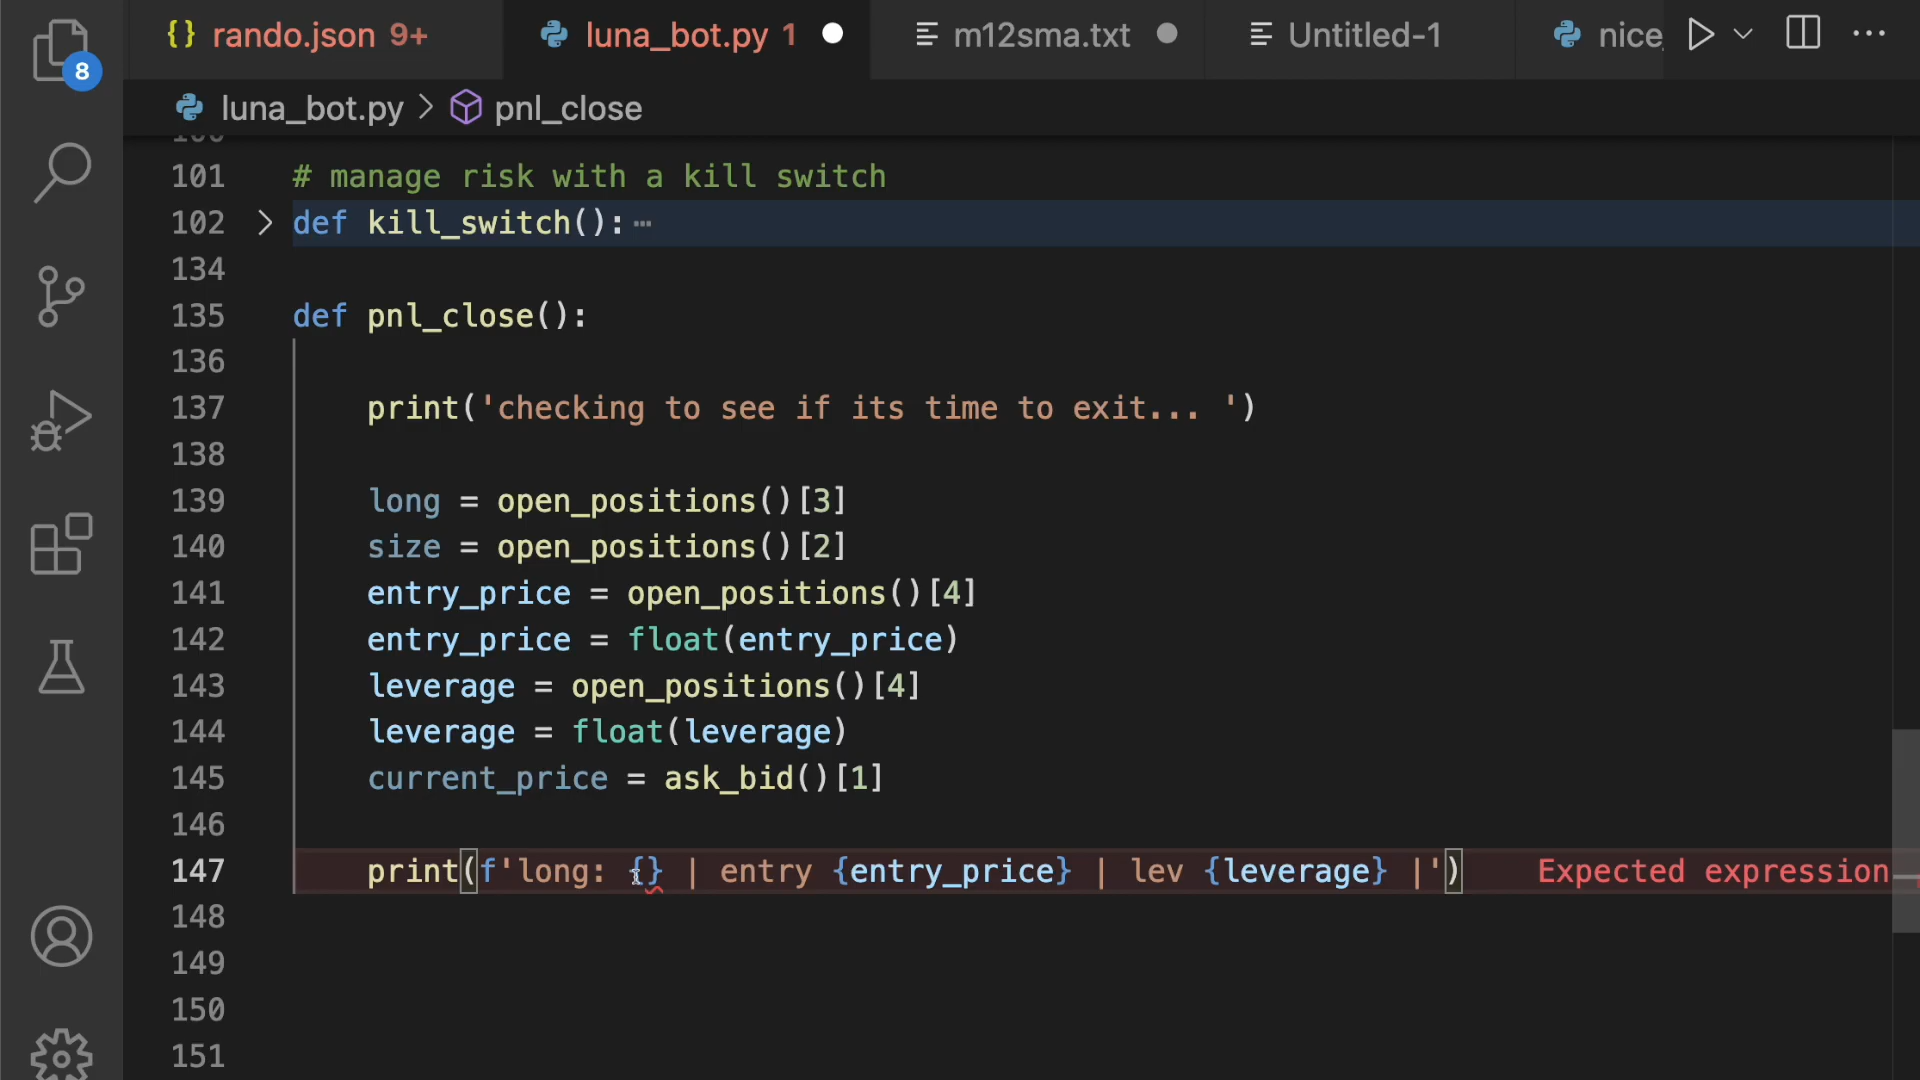 {} rando.json 9+ luna_bot.py 1 m12sma.txt Untitled-1 nice
8
luna_bot.py > pnl_close
101 # manage risk with a kill switch
102 > def kill_switch():⋯
134
135 def pnl_close():
136
137 print('checking to see if its time to exit... ')
138
139 long = open_positions()[3]
140 size = open_positions()[2]
141 entry_price = open_positions()[4]
142 entry_price = float(entry_price)
143 leverage = open_positions()[4]
144 leverage = float(leverage)
145 current_price = ask_bid()[1]
146
147 print(f'long: {} | entry {entry_price} | lev {leverage} |') Expected expression
148
149
150
151